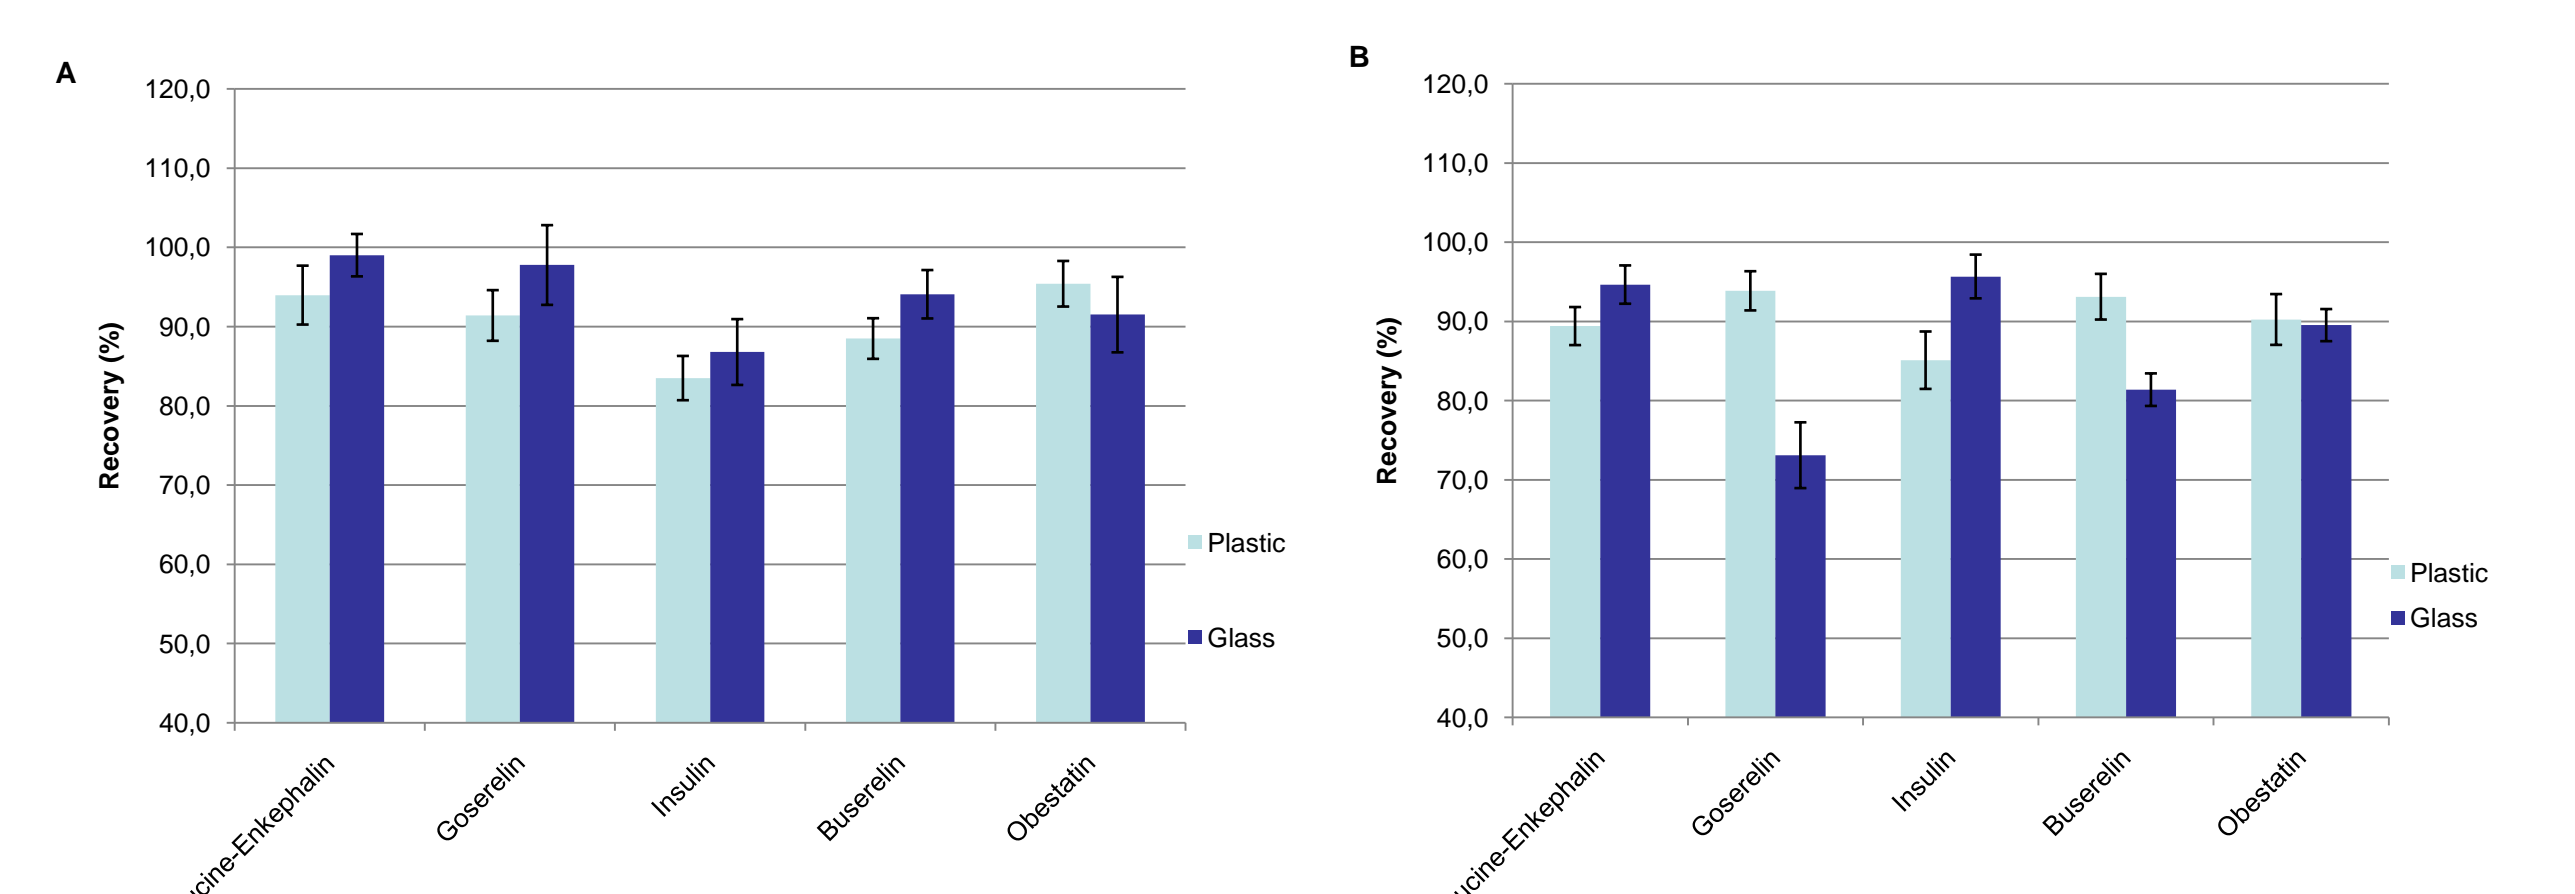 A
120,0
110,0
100,0
90,0
80,0
70,0
60,0
50,0
40,0
Recovery (%)
Goserelin
Insulin
Buserelin
Obestatin
Plastic
Glass
B
120,0
110,0
100,0
90,0
80,0
70,0
60,0
50,0
40,0
Recovery (%)
Goserelin
Insulin
Buserelin
Obestatin
Plastic
Glass